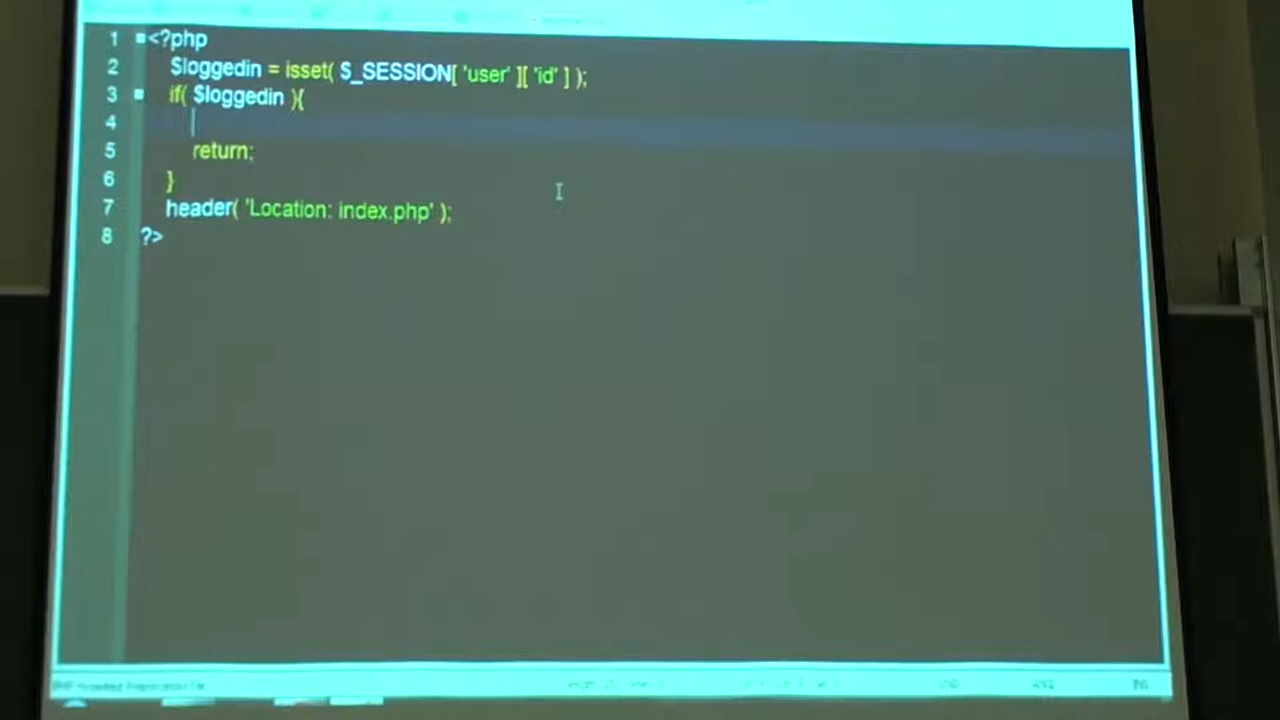 1 <?php
2 $loggedin = isset( $_SESSION[ 'user' ][ 'id' ] );
3 if( $loggedin ){
4
5 return;
6 }
7 header( 'Location: index.php' );
8 ?>